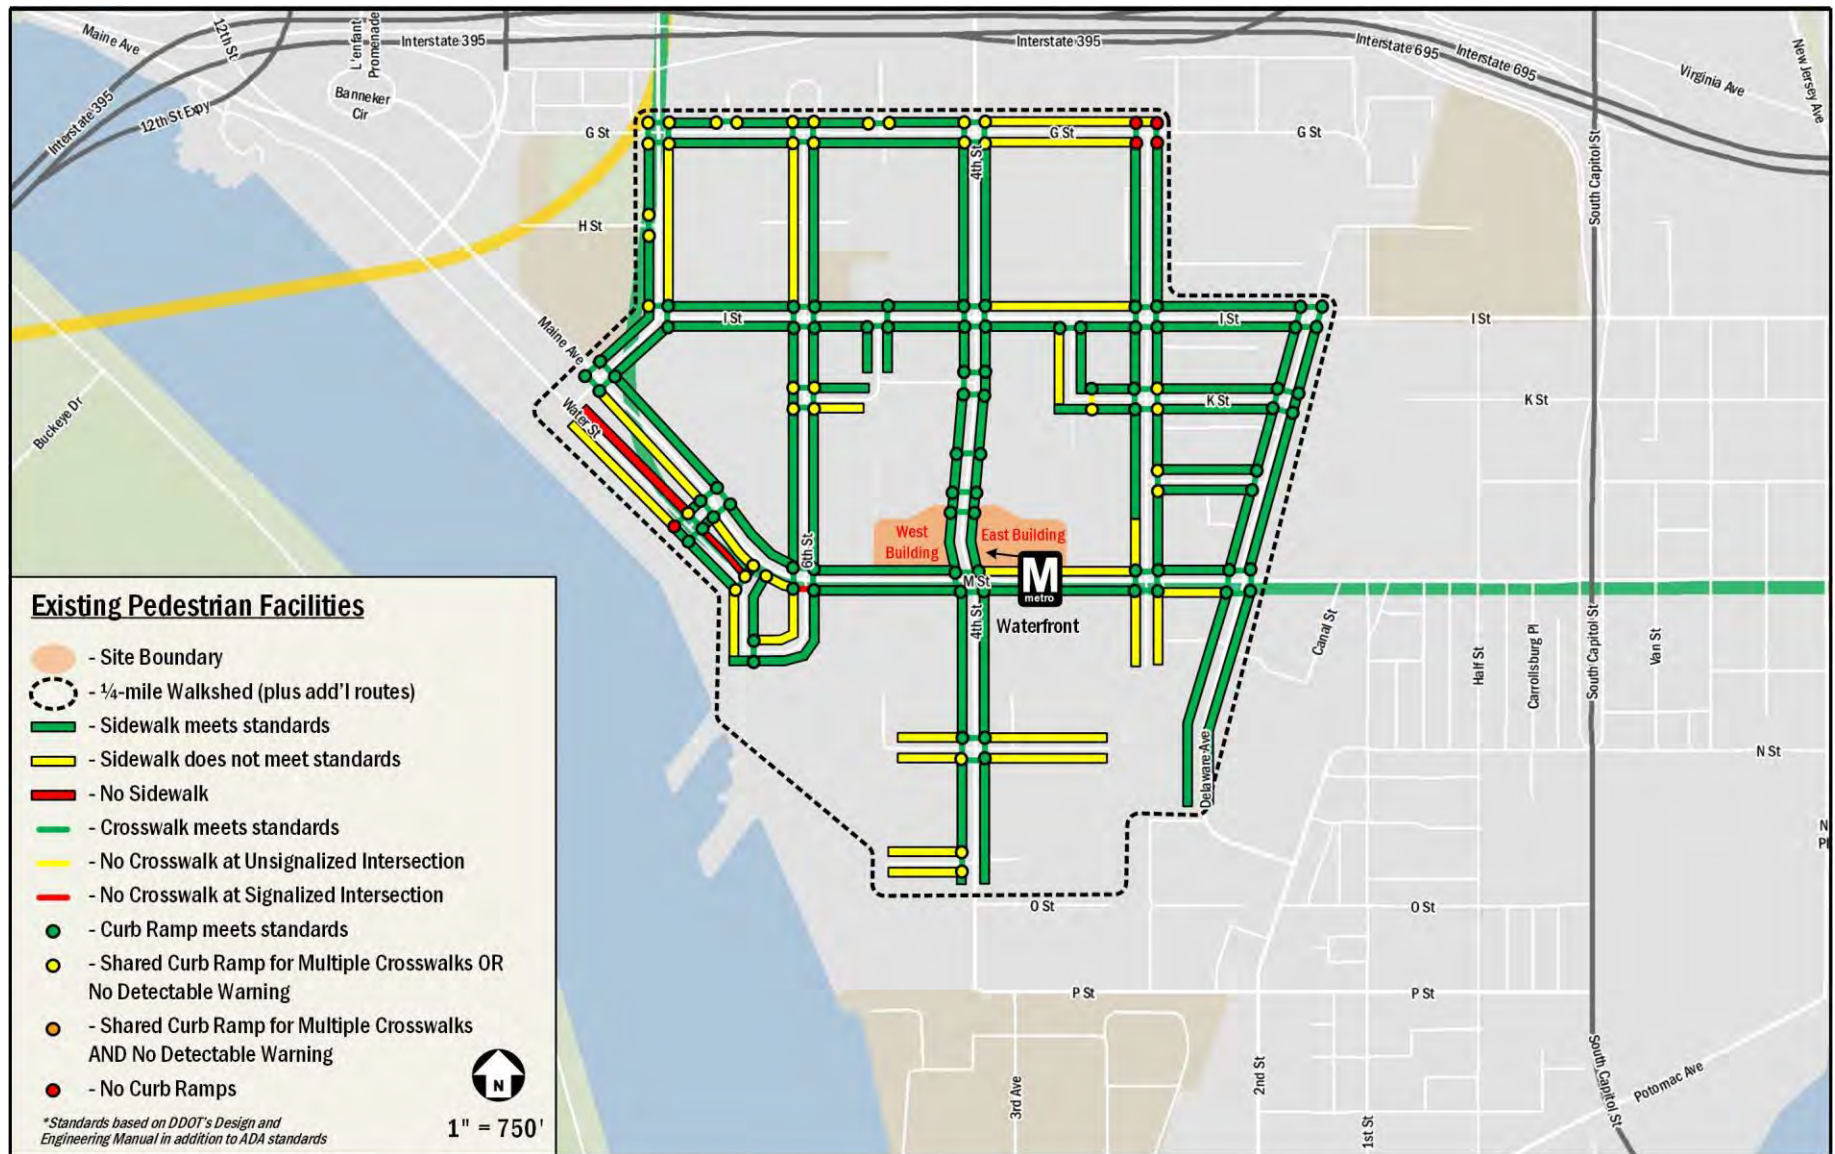 Maine Ave
12th St
L'enfant
Promenade
Interstate 395
Interstate 395
Interstate 695
Interstate 695
Virginia Ave
New Jersey Ave
Interstate 395
12th St Expy
Banneker
Cir
G St
G St
G St
4th St
South Capitol St
H St
I St
I St
I St
Maine Ave
Water St
Buckeye Dr
K St
K St
West
Building
East Building
6th St
M St
M
metro
4th St
Waterfront
Canal St
Half St
Carrollsburg Pl
South Capitol St
Van St
Delaware Ave
N St
N
Pl
O St
O St
P St
P St
3rd Ave
2nd St
1st St
South Capitol St
Potomac Ave
Existing Pedestrian Facilities
- Site Boundary
- ¼-mile Walkshed (plus add'l routes)
- Sidewalk meets standards
- Sidewalk does not meet standards
- No Sidewalk
- Crosswalk meets standards
- No Crosswalk at Unsignalized Intersection
- No Crosswalk at Signalized Intersection
- Curb Ramp meets standards
- Shared Curb Ramp for Multiple Crosswalks OR
No Detectable Warning
- Shared Curb Ramp for Multiple Crosswalks
AND No Detectable Warning
- No Curb Ramps
N
*Standards based on DDOT's Design and
Engineering Manual in addition to ADA standards
1" = 750'